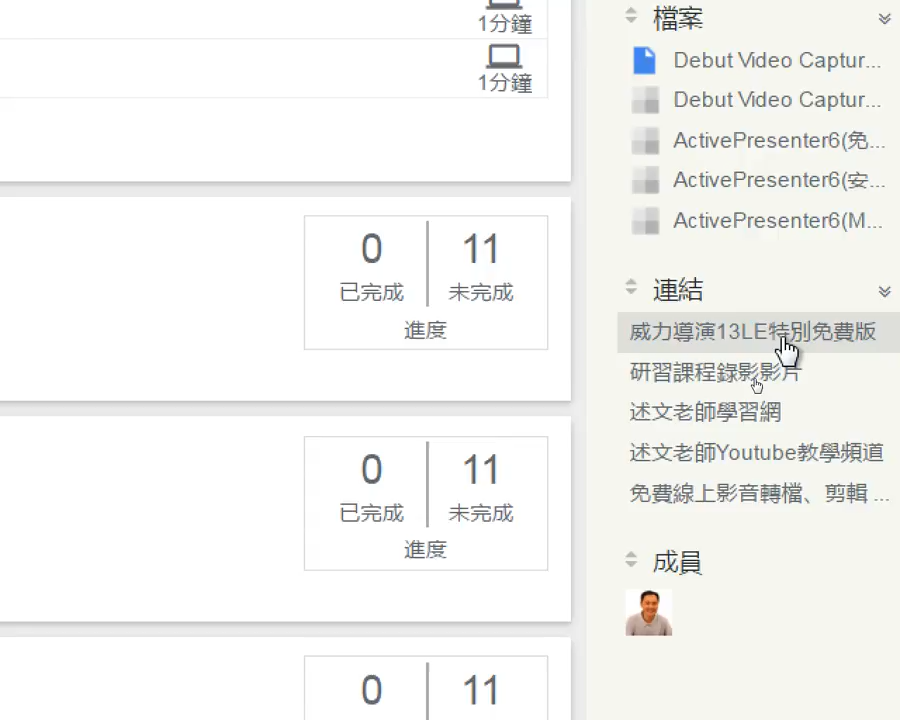 1分鐘
1分鐘
0
已完成
11
未完成
進度
0
已完成
11
未完成
進度
0
11
檔案
Debut Video Captur...
Debut Video Captur...
ActivePresenter6(免...
ActivePresenter6(安...
ActivePresenter6(M...
連結
威力導演13LE特別免費版
研習課程錄影影片
述文老師學習網
述文老師Youtube教學頻道
免費線上影音轉檔、剪輯 ...
成員